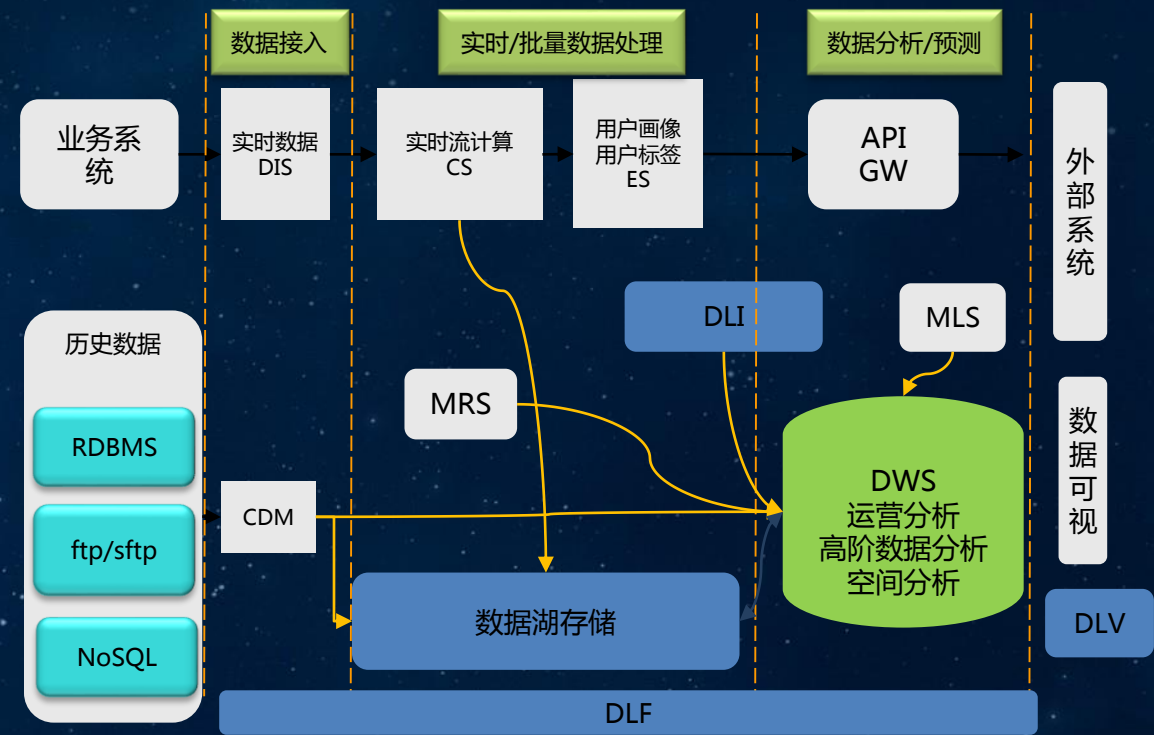 数据接入
实时/批量数据处理
数据分析/预测
业务系
统
实时数据
DIS
实时流计算
CS
用户画像
用户标签
ES
API
GW
外
部
系
统
DLI
MLS
历史数据
MRS
RDBMS
ftp/sftp
NoSQL
CDM
数据湖存储
DWS
运营分析
高阶数据分析
空间分析
数
据
可
视
DLV
DLF